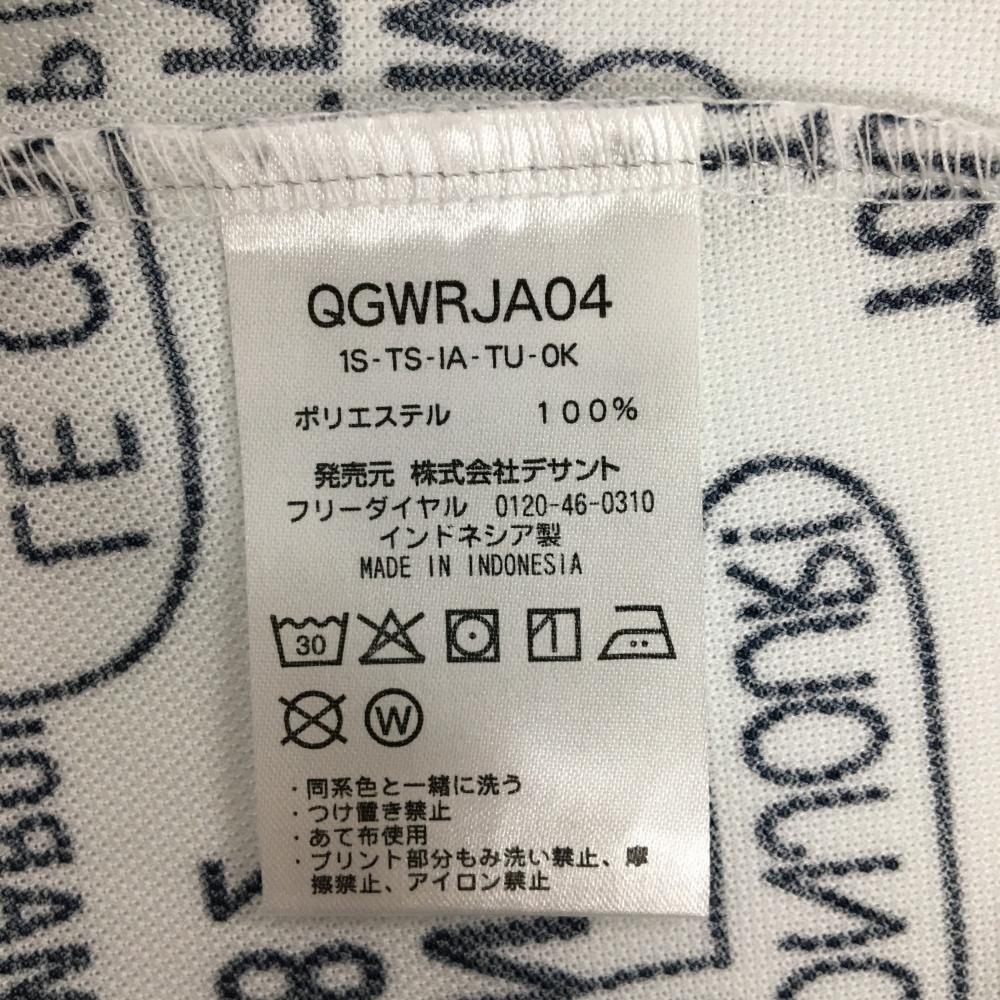 QGWRJA04
1S-TS-IA-TU-0K
ポリエステル 100%
発売元 株式会社デサント
フリーダイヤル 0120-46-0310
インドネシア製
MADE IN INDONESIA
30
W
・同系色と一緒に洗う
・つけ置き禁止
・あて布使用
・プリント部分もみ洗い禁止、摩
擦禁止、アイロン禁止
LE CO